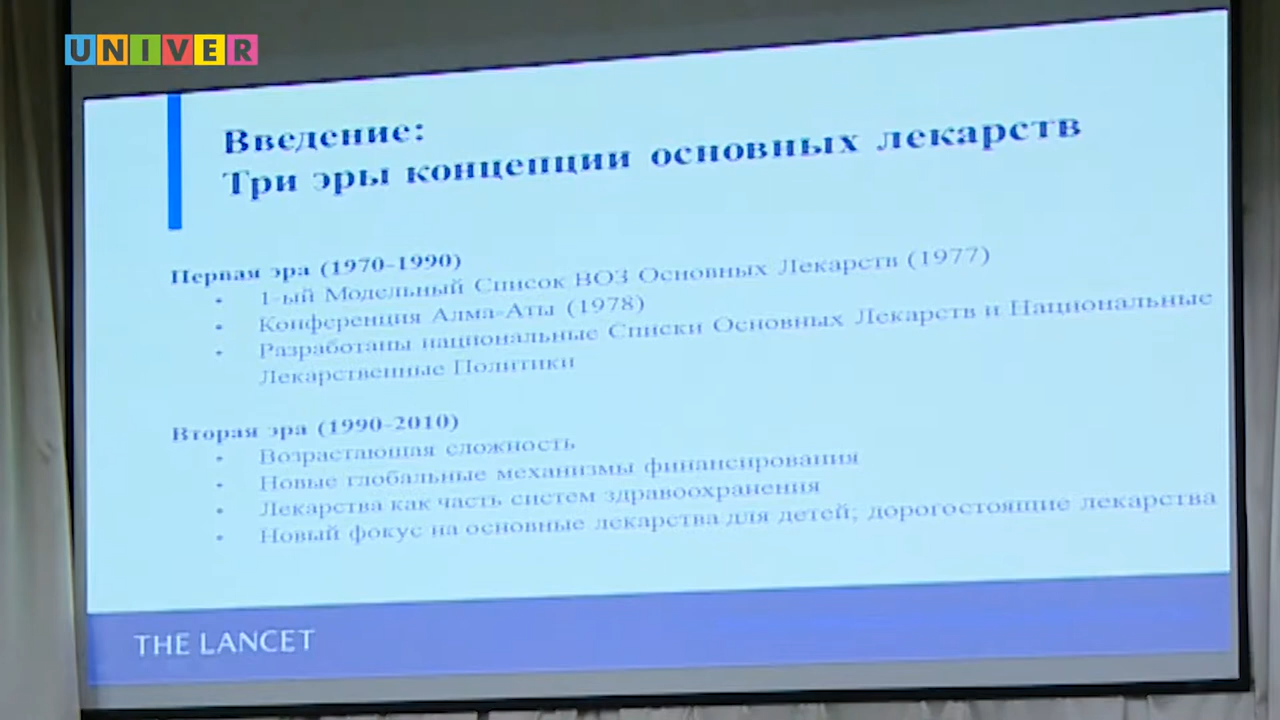 UNIVER
Введение:
Три эры концепции основных лекарств
Первая эра (1970-1990)
• 1-ый Модельный Список ВОЗ Основных Лекарств (1977)
• Конференция Алма-Аты (1978)
• Разработаны национальные Списки Основных Лекарств и Национальные
Лекарственные Политики
Вторая эра (1990-2010)
• Возрастающая сложность
• Новые глобальные механизмы финансирования
• Лекарства как часть систем здравоохранения
• Новый фокус на основные лекарства для детей; дорогостоящие лекарства
THE LANCET